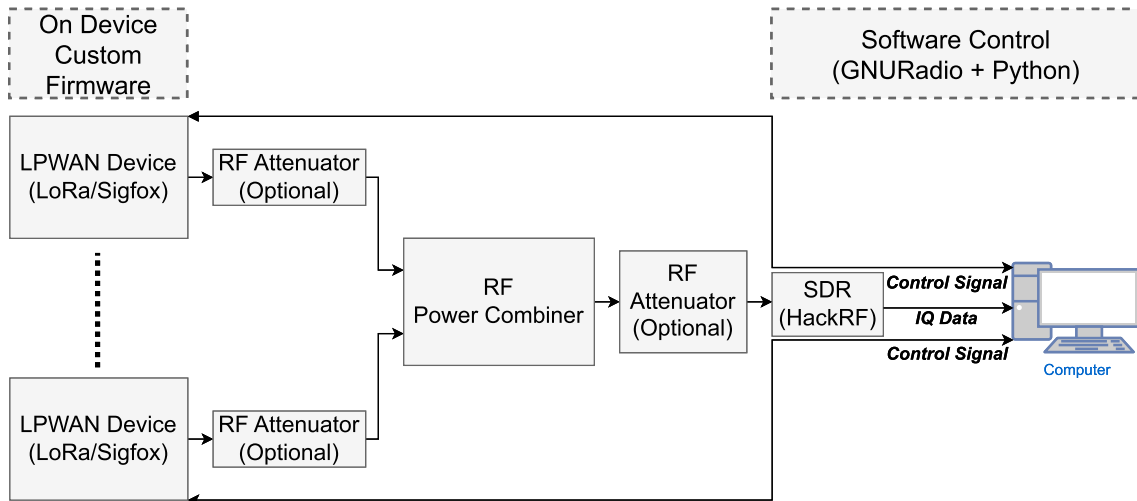 On Device
Custom
Firmware
Software Control
(GNURadio + Python)
LPWAN Device
(LoRa/Sigfox)
RF Attenuator
(Optional)
RF
Power Combiner
RF
Attenuator
(Optional)
SDR
(HackRF)
Control Signal
IQ Data
Control Signal
Computer
LPWAN Device
(LoRa/Sigfox)
RF Attenuator
(Optional)